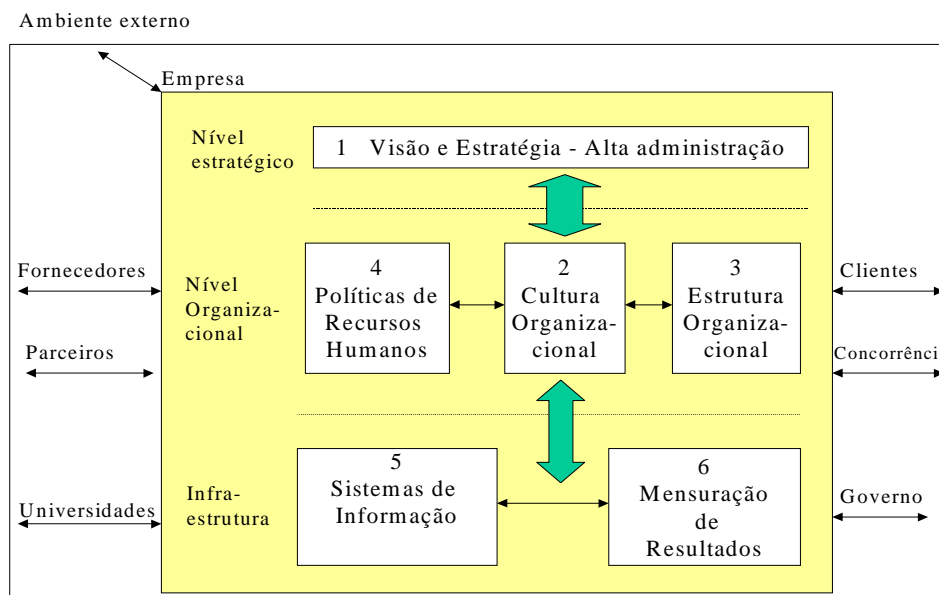 Ambiente externo
Empresa
Nível
estratégico
1 Visão e Estratégia - Alta administração
Fornecedores
Parceiros
Universidades
Nível
Organiza-
cional
4
Políticas de
Recursos
Humanos
2
Cultura
Organiza-
cional
3
Estrutura
Organiza-
cional
Clientes
Concorrênci
Governo
Infra-
estrutura
5
Sistemas de
Informação
6
Mensuração
de
Resultados